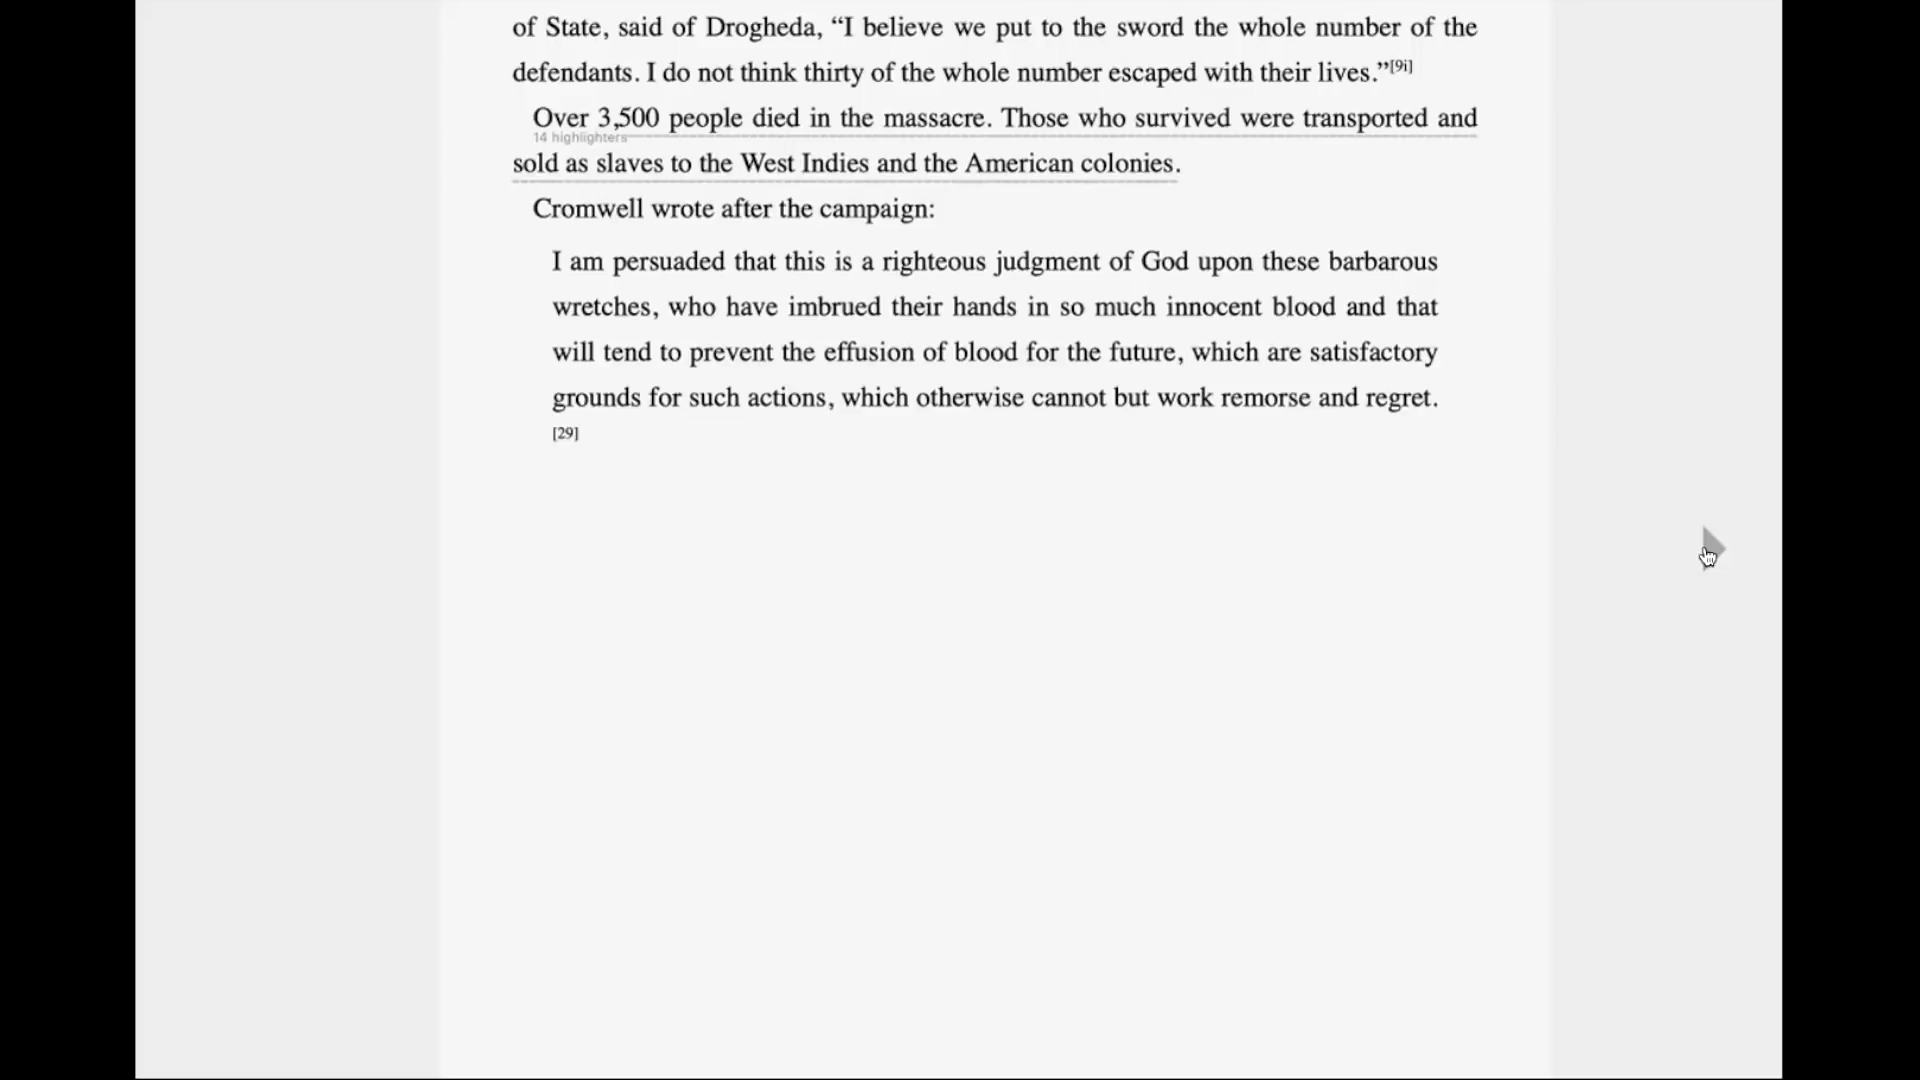 of State, said of Drogheda, “I believe we put to the sword the whole number of the
defendants. I do not think thirty of the whole number escaped with their lives.”[9i]
Over 3,500 people died in the massacre. Those who survived were transported and
14 highlighters
sold as slaves to the West Indies and the American colonies.
Cromwell wrote after the campaign:
I am persuaded that this is a righteous judgment of God upon these barbarous
wretches, who have imbrued their hands in so much innocent blood and that
will tend to prevent the effusion of blood for the future, which are satisfactory
grounds for such actions, which otherwise cannot but work remorse and regret.
[29]